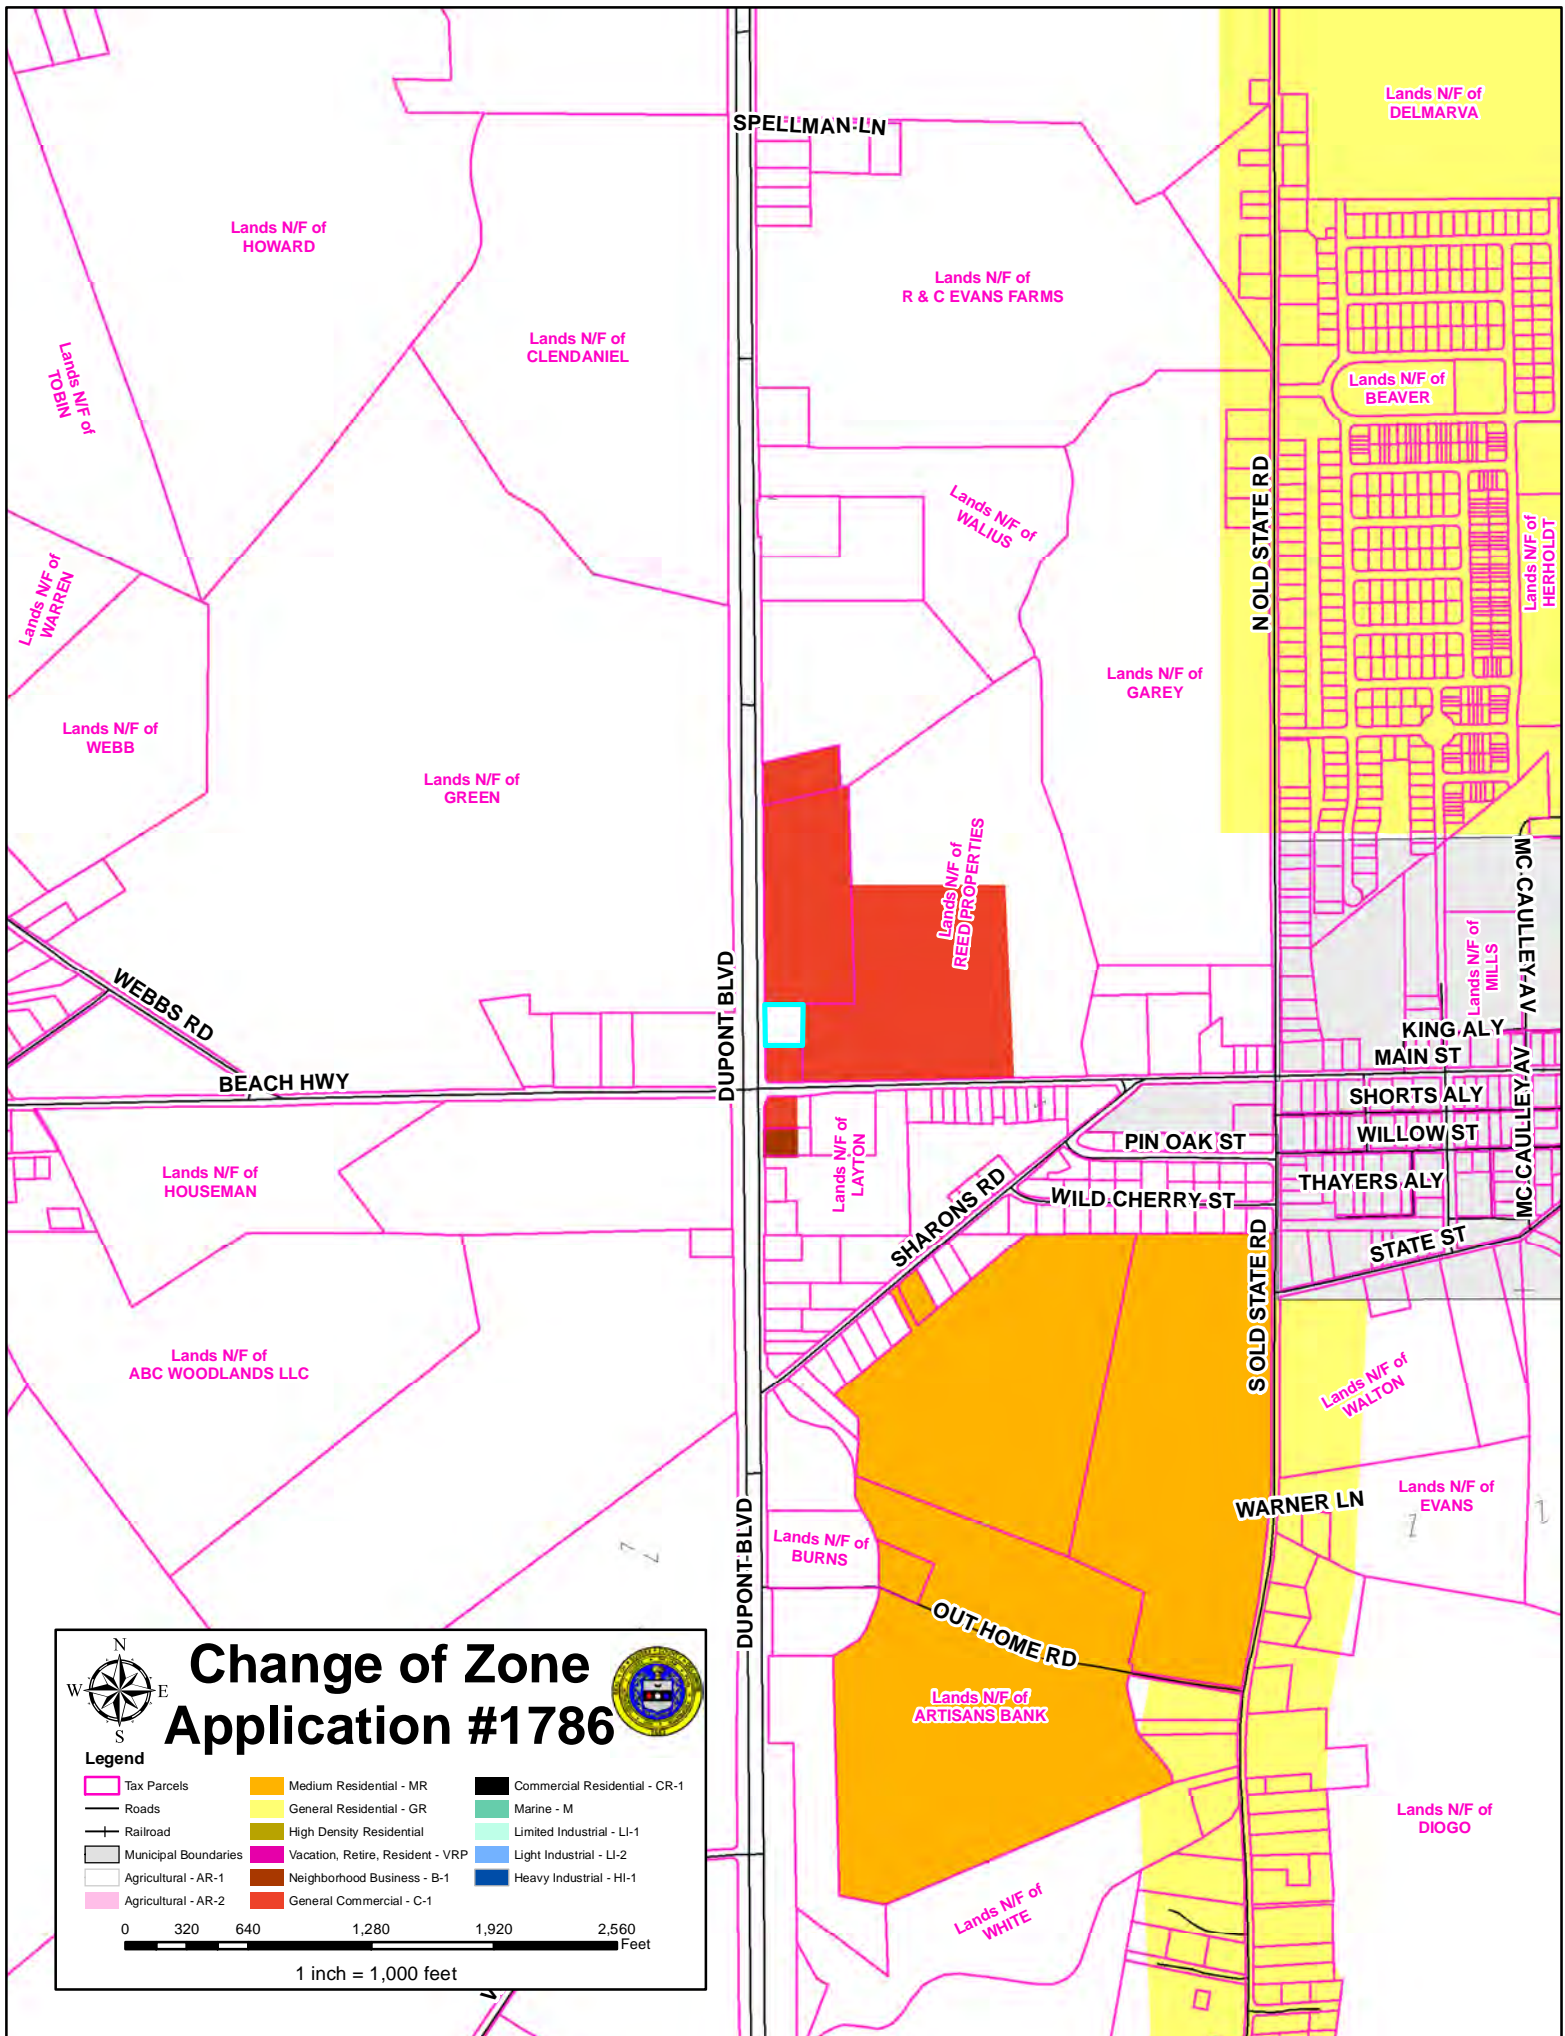 SPELLMAN LN
Lands N/F of
DELMARVA
Lands N/F of
HOWARD
Lands N/F of
R & C EVANS FARMS
Lands N/F of
CLENDANIEL
Lands N/F of
TOBIN
Lands N/F of
BEAVER
N OLD STATE RD
Lands N/F of
WALIUS
Lands N/F of
HERHOLDT
Lands N/F of
WARREN
Lands N/F of
GAREY
Lands N/F of
WEBB
Lands N/F of
GREEN
Lands N/F of
REED PROPERTIES
MC CAULLEY AV
Lands N/F of
MILLS
WEBBS RD
DUPONT BLVD
KING ALY
MAIN ST
BEACH HWY
SHORTS ALY
MC CAULLEY AV
PIN OAK ST
WILLOW ST
Lands N/F of
LAYTON
Lands N/F of
HOUSEMAN
THAYERS ALY
WILD CHERRY ST
SHARONS RD
STATE ST
S OLD STATE RD
Lands N/F of
ABC WOODLANDS LLC
Lands N/F of
WALTON
WARNER LN
Lands N/F of
EVANS
DUPONT BLVD
Lands N/F of
BURNS
OUT HOME RD
Lands N/F of
ARTISANS BANK
Lands N/F of
DIOGO
Lands N/F of
WHITE
N
W
E
S
Change of Zone
Application #1786
Legend
Tax Parcels
Roads
Railroad
Municipal Boundaries
Agricultural - AR-1
Agricultural - AR-2
Medium Residential - MR
General Residential - GR
High Density Residential
Vacation, Retire, Resident - VRP
Neighborhood Business - B-1
General Commercial - C-1
Commercial Residential - CR-1
Marine - M
Limited Industrial - LI-1
Light Industrial - LI-2
Heavy Industrial - HI-1
0 320 640 1,280 1,920 2,560
Feet
1 inch = 1,000 feet